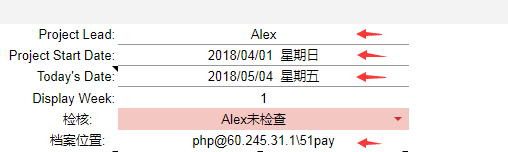 Project Lead: Alex
Project Start Date: 2018/04/01 星期日
Today's Date: 2018/05/04 星期五
Display Week: 1
检核: Alex未检查
档案位置: php@60.245.31.1\51pay